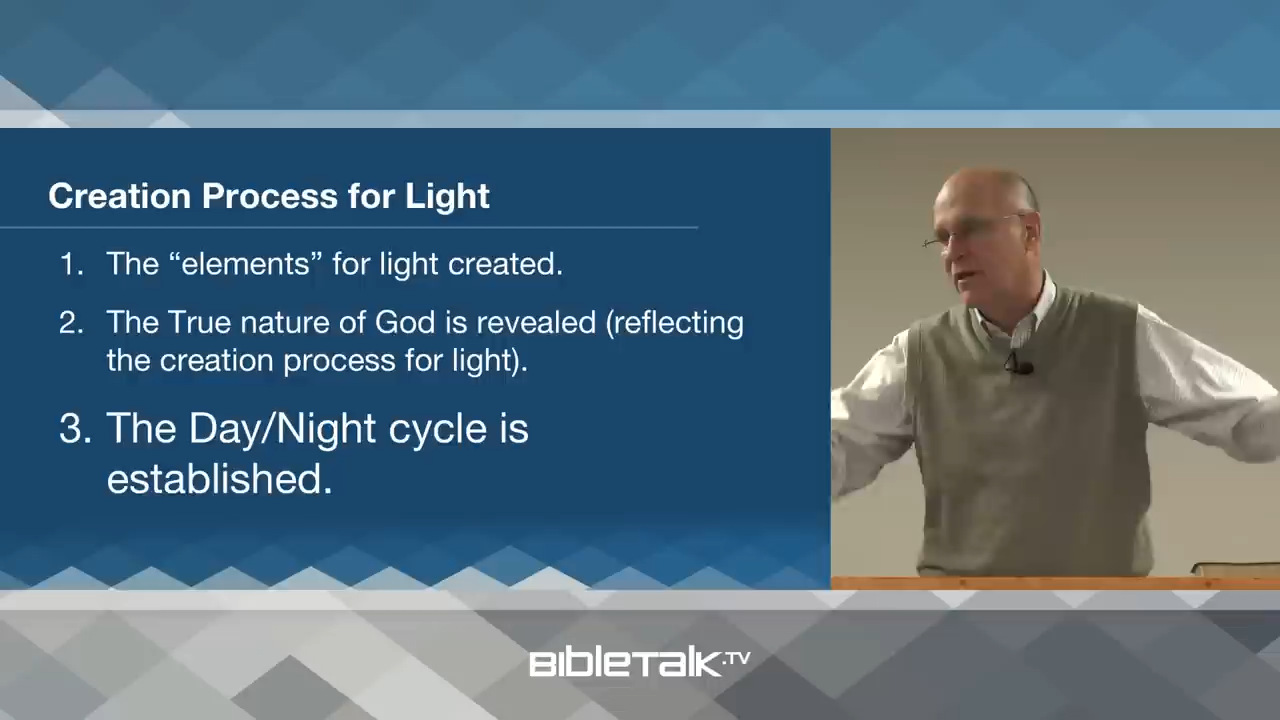 Creation Process for Light
1. The “elements” for light created.
2. The True nature of God is revealed (reflecting
the creation process for light).
3. The Day/Night cycle is
established.
BIBLETALK.TV